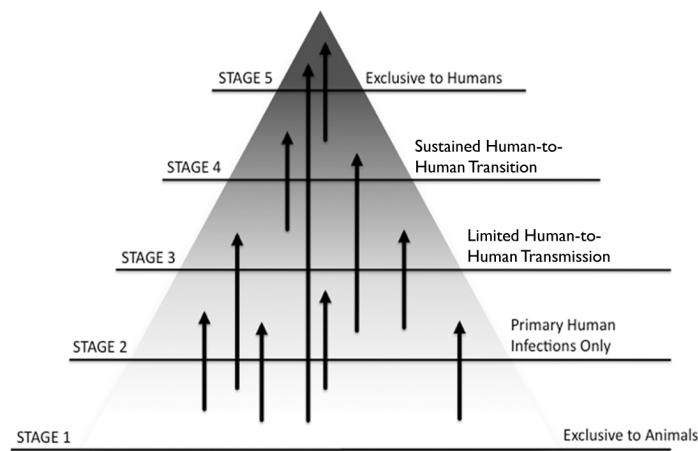 STAGE 5
Exclusive to Humans
STAGE 4
Sustained Human-to-
Human Transition
STAGE 3
Limited Human-to-
Human Transmission
STAGE 2
Primary Human
Infections Only
STAGE 1
Exclusive to Animals